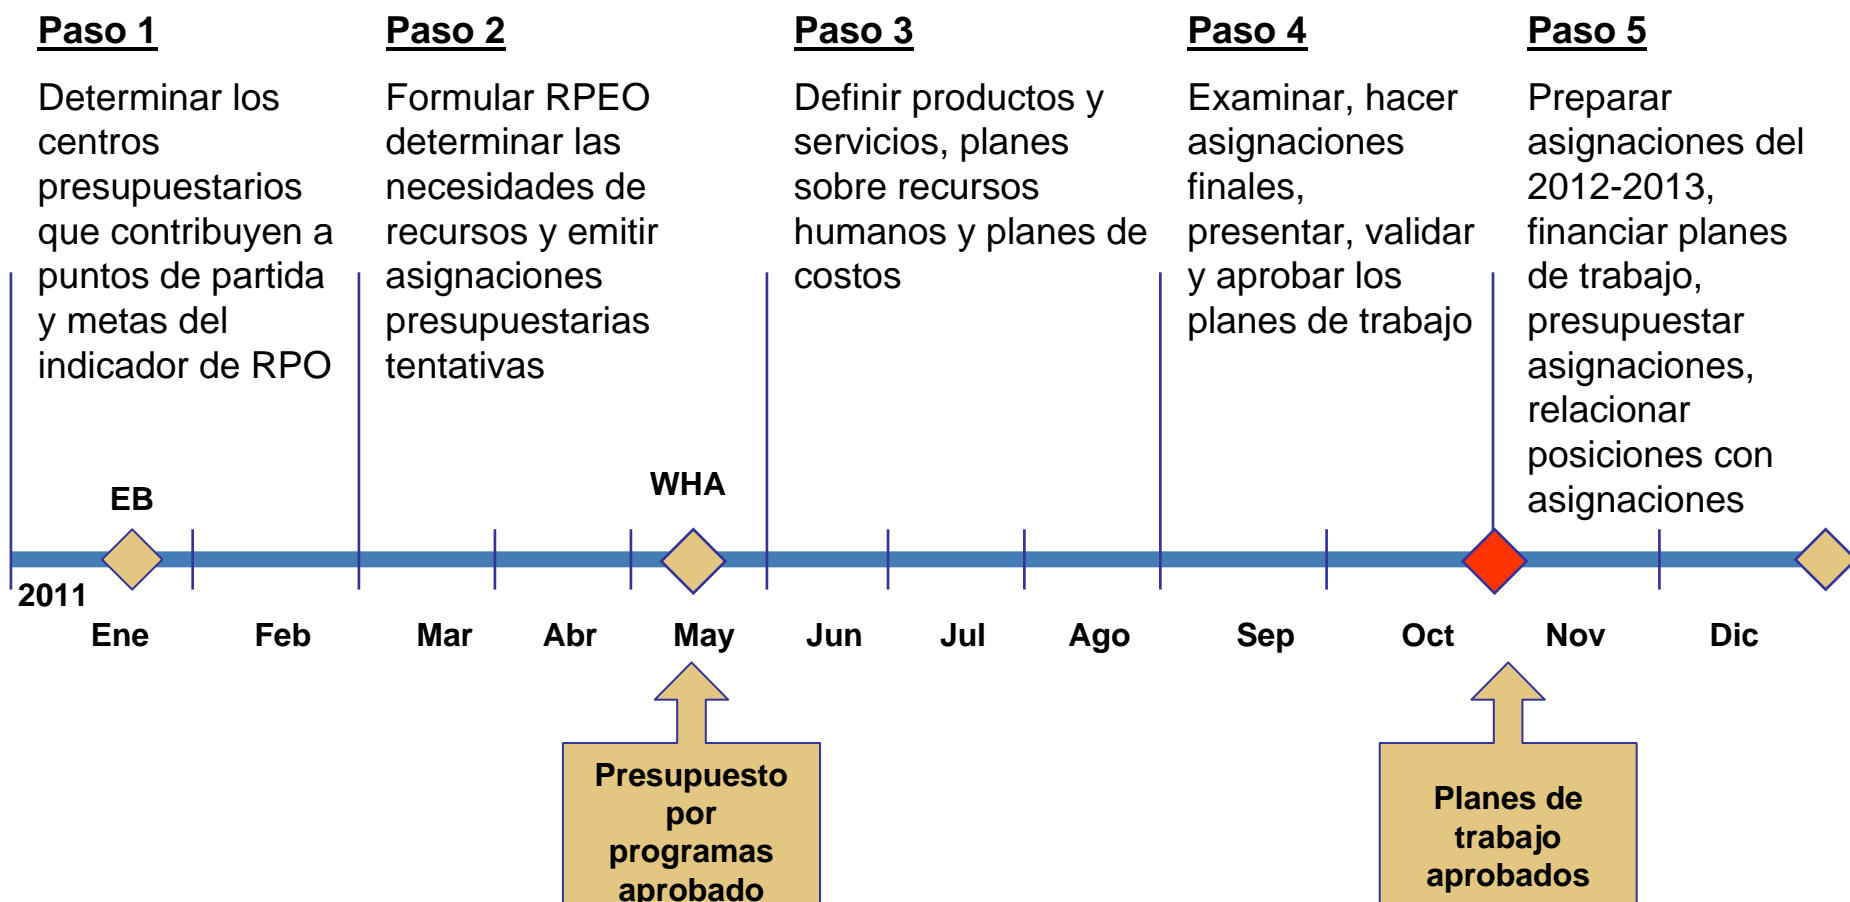 Paso 1
Determinar los
centros
presupuestarios
que contribuyen a
puntos de partida
y metas del
indicador de RPO
Paso 2
Formular RPEO
determinar las
necesidades de
recursos y emitir
asignaciones
presupuestarias
tentativas
Paso 3
Definir productos y
servicios, planes
sobre recursos
humanos y planes de
costos
Paso 4
Examinar, hacer
asignaciones
finales,
presentar, validar
y aprobar los
planes de trabajo
Paso 5
Preparar
asignaciones del
2012-2013,
financiar planes
de trabajo,
presupuestar
asignaciones,
relacionar
posiciones con
asignaciones
EB
WHA
2011
Ene Feb Mar Abr May Jun Jul Ago Sep Oct Nov Dic
Presupuesto
por
programas
aprobado
Planes de
trabajo
aprobados